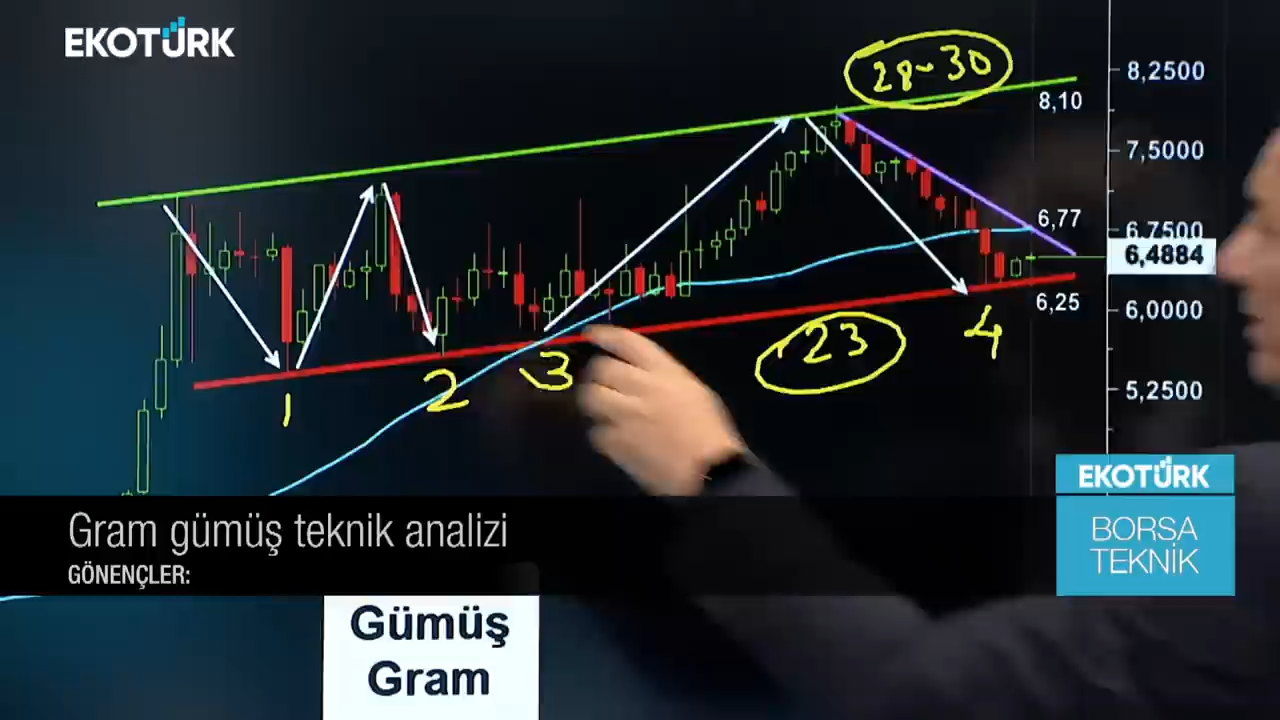 EKOTÜRK
28-30
8,2500
8,10
7,5000
6,77
6,7500
6,4884
6,25
6,0000
5,2500
1
2
3
23
4
EKOTÜRK
BORSA
TEKNİK
Gram gümüş teknik analizi
GÖNENÇLER:
Gümüş
Gram